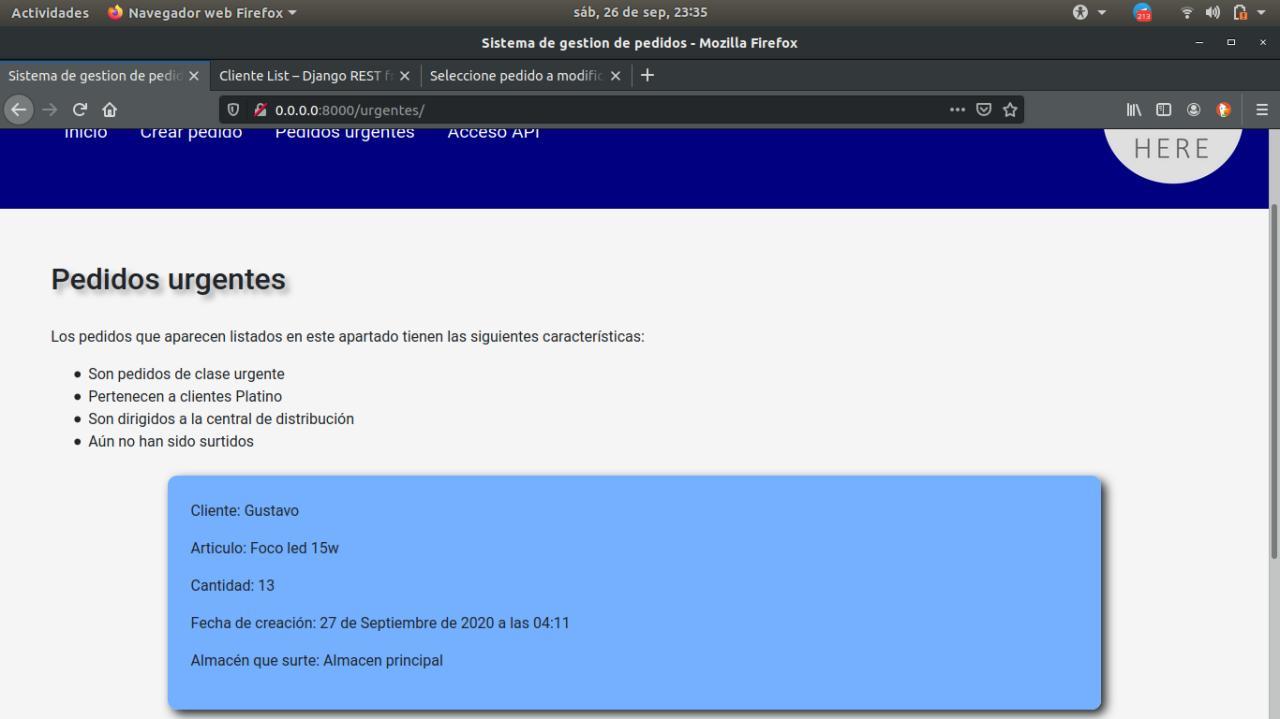 Actividades Navegador web Firefox sáb, 26 de sep, 23:35 213
Sistema de gestion de pedidos - Mozilla Firefox
Sistema de gestion de pedid Cliente List – Django REST f Seleccione pedido a modific
0.0.0.0:8000/urgentes/
Inicio Crear pedido Pedidos urgentes Acceso API
HERE
Pedidos urgentes
Los pedidos que aparecen listados en este apartado tienen las siguientes características:
Son pedidos de clase urgente
Pertenecen a clientes Platino
Son dirigidos a la central de distribución
Aún no han sido surtidos
Cliente: Gustavo
Articulo: Foco led 15w
Cantidad: 13
Fecha de creación: 27 de Septiembre de 2020 a las 04:11
Almacén que surte: Almacen principal